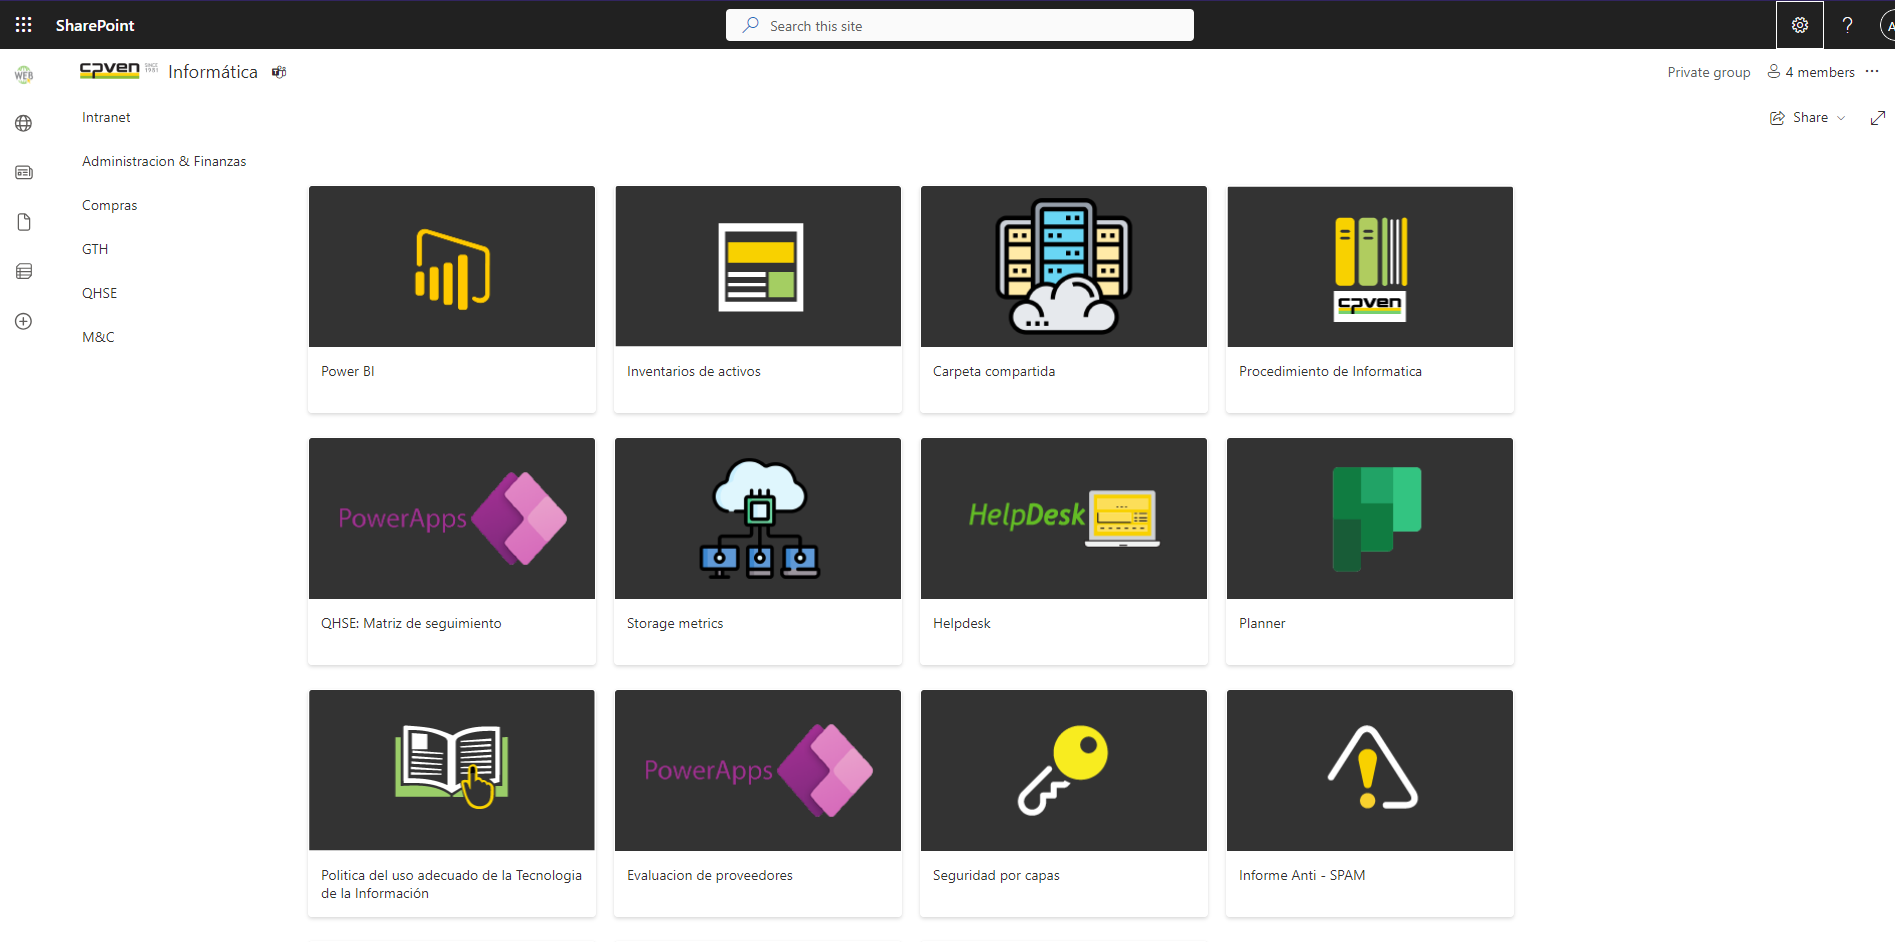 SharePoint
Search this site
?
A
WEB
cpven SINCE 1981 Informática
Private group
4 members
Intranet
Share
Administracion & Finanzas
Compras
GTH
QHSE
M&C
Power BI
Inventarios de activos
Carpeta compartida
cpven
Procedimiento de Informatica
PowerApps
QHSE: Matriz de seguimiento
Storage metrics
HelpDesk
Helpdesk
Planner
Politica del uso adecuado de la Tecnologia
de la Información
PowerApps
Evaluacion de proveedores
Seguridad por capas
Informe Anti - SPAM